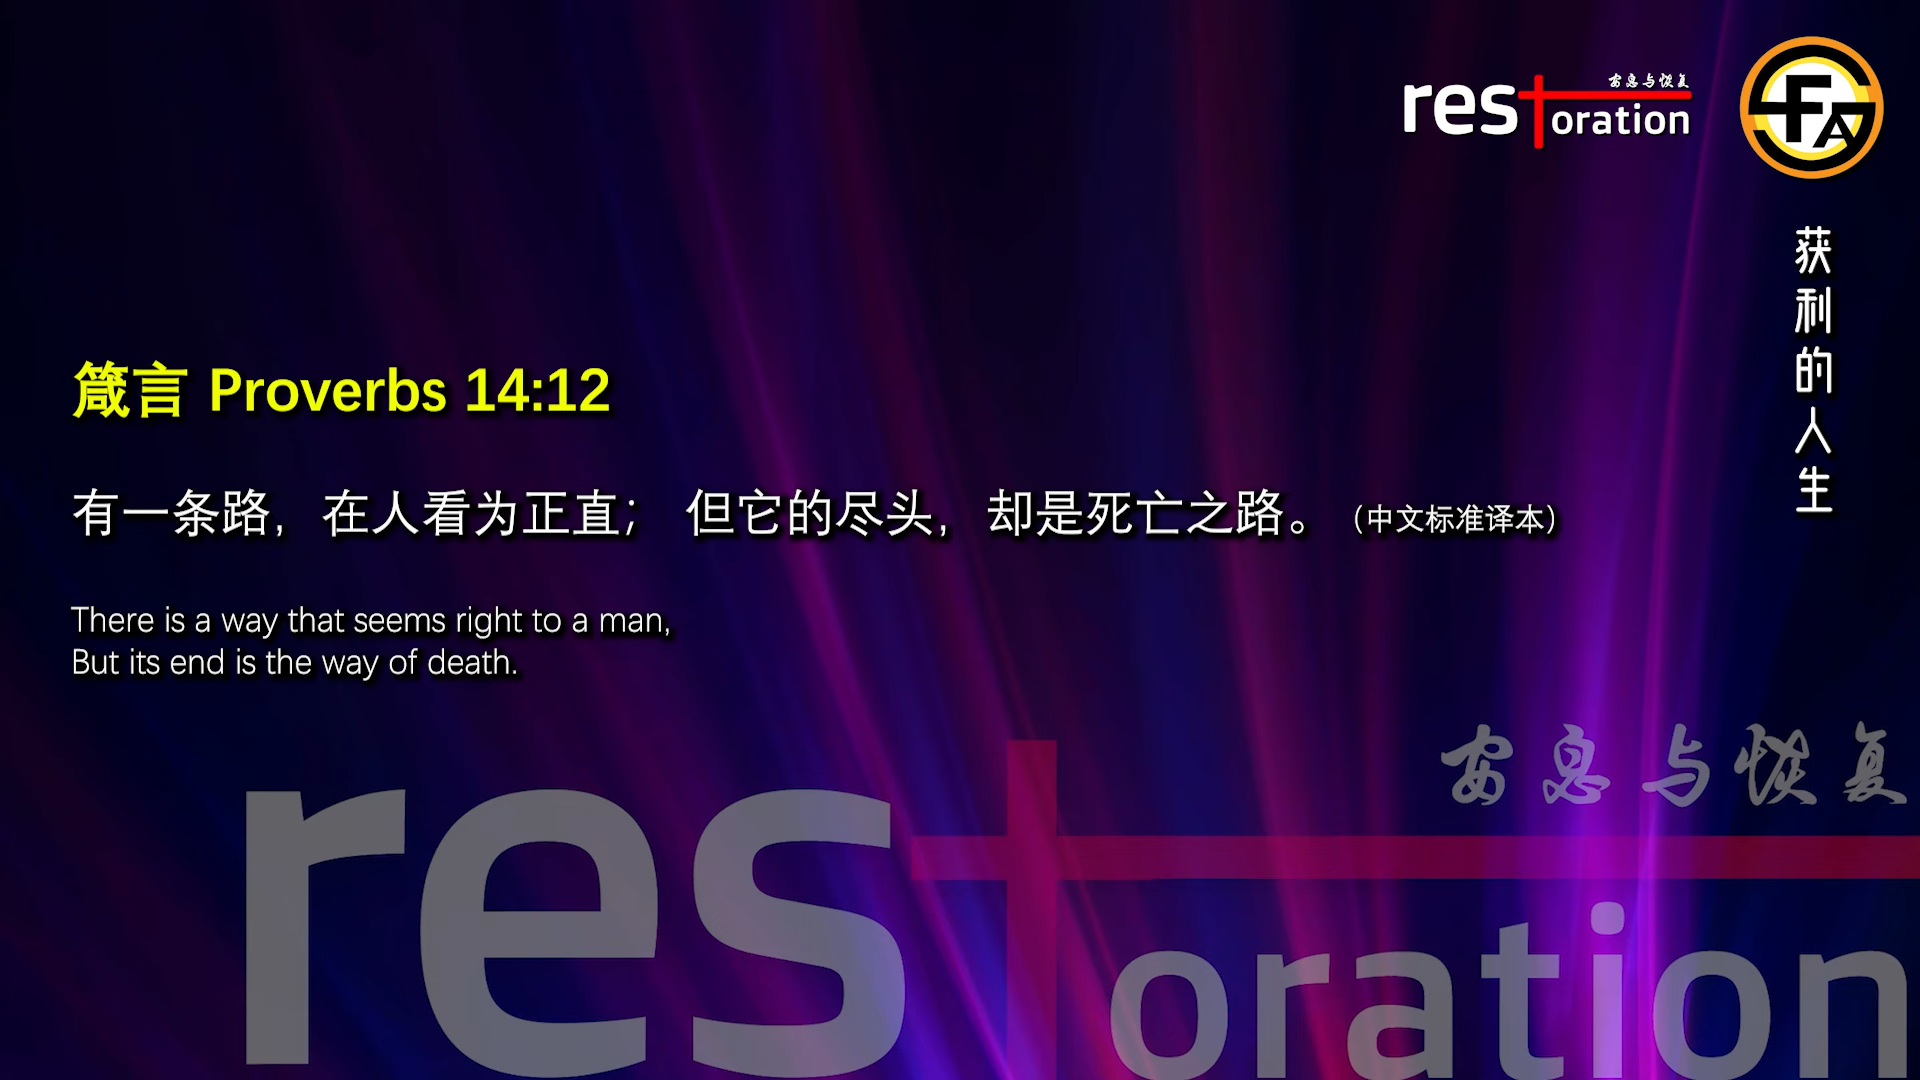 安息与恢复
restoration
SFA
获利的人生
箴言 Proverbs 14:12
有一条路，在人看为正直； 但它的尽头，却是死亡之路。（中文标准译本）
There is a way that seems right to a man,
But its end is the way of death.
安息与恢复
restoration